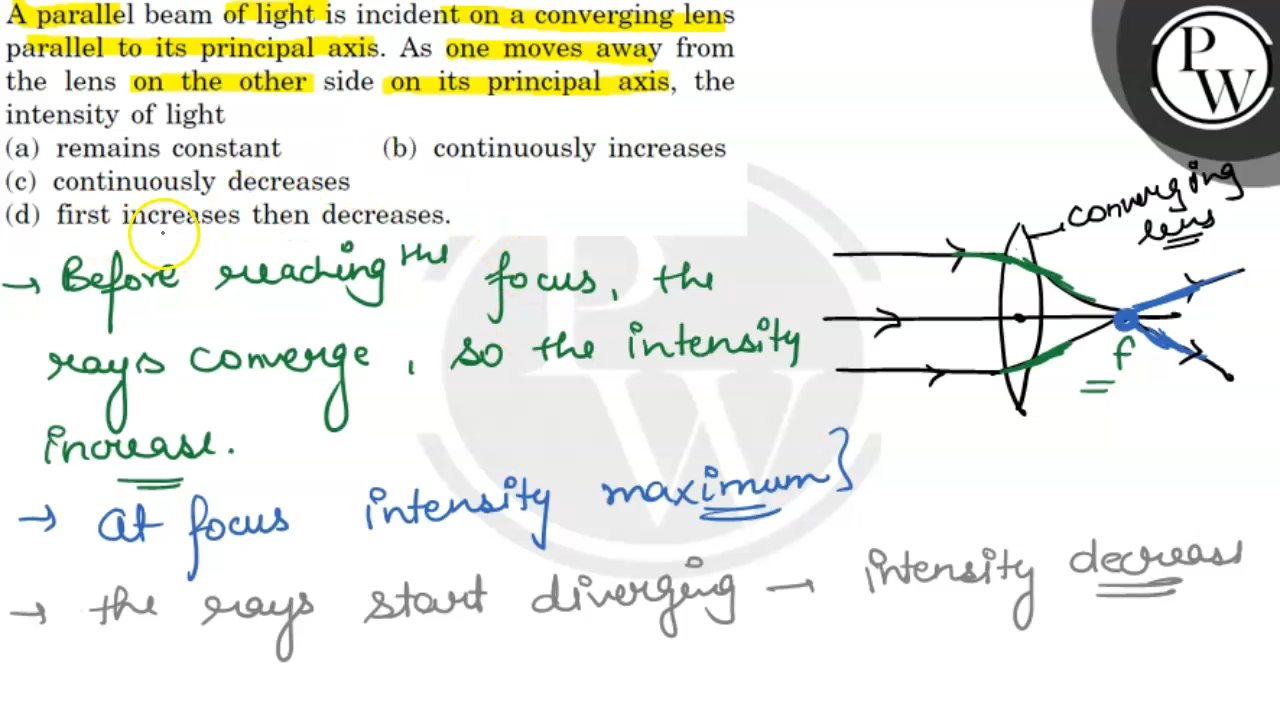 A parallel beam of light is incident on a converging lens
parallel to its principal axis. As one moves away from
the lens on the other side on its principal axis, the
intensity of light
(a) remains constant (b) continuously increases
(c) continuously decreases
(d) first increases then decreases.
P
W
converging
lens
→ Before reaching the focus, the
rays converge, so the intensity
increase.
f
→ at focus intensity maximum}
→ the rays start diverging → intensity decrease
PW